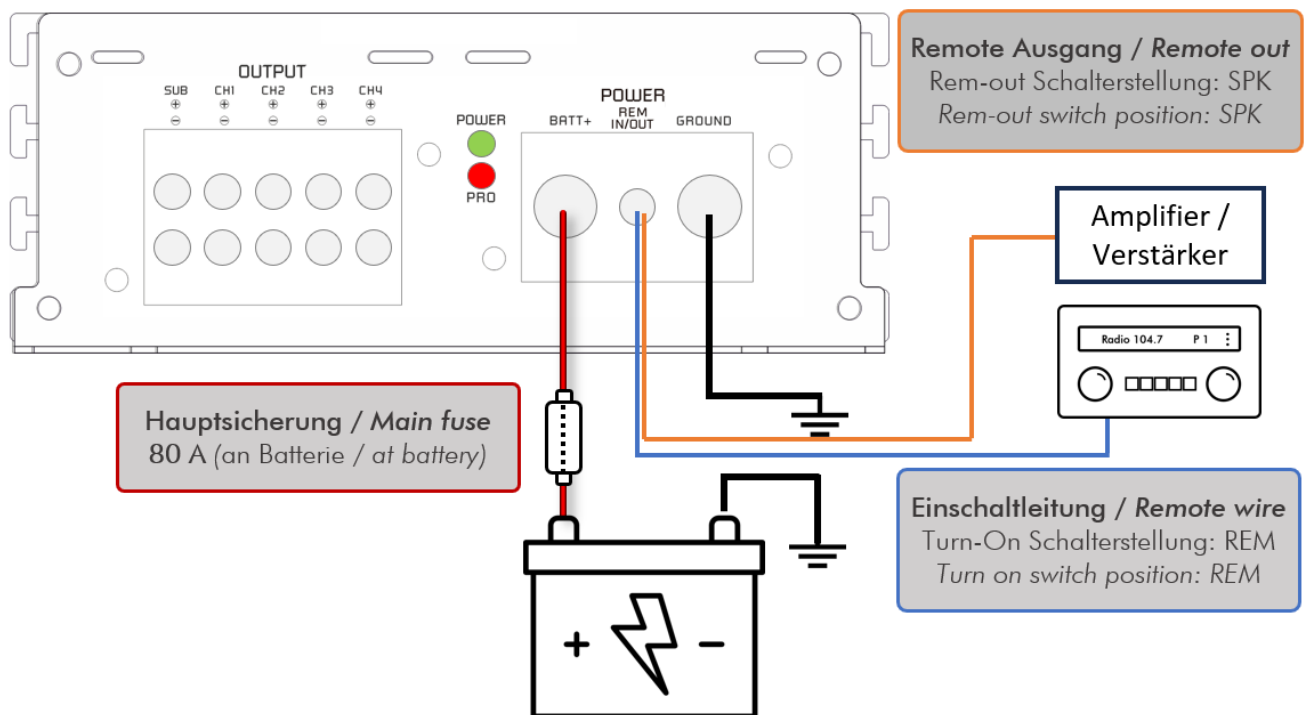 OUTPUT
SUB CH1 CH2 CH3 CH4
⊕ ⊕ ⊕ ⊕ ⊕
⊖ ⊖ ⊖ ⊖ ⊖
POWER
PRO
POWER
BATT+ REM IN/OUT GROUND
Remote Ausgang / Remote out
Rem-out Schalterstellung: SPK
Rem-out switch position: SPK
Amplifier /
Verstärker
Radio 104.7 P 1
Hauptsicherung / Main fuse
80 A (an Batterie / at battery)
Einschaltleitung / Remote wire
Turn-On Schalterstellung: REM
Turn on switch position: REM
+ -